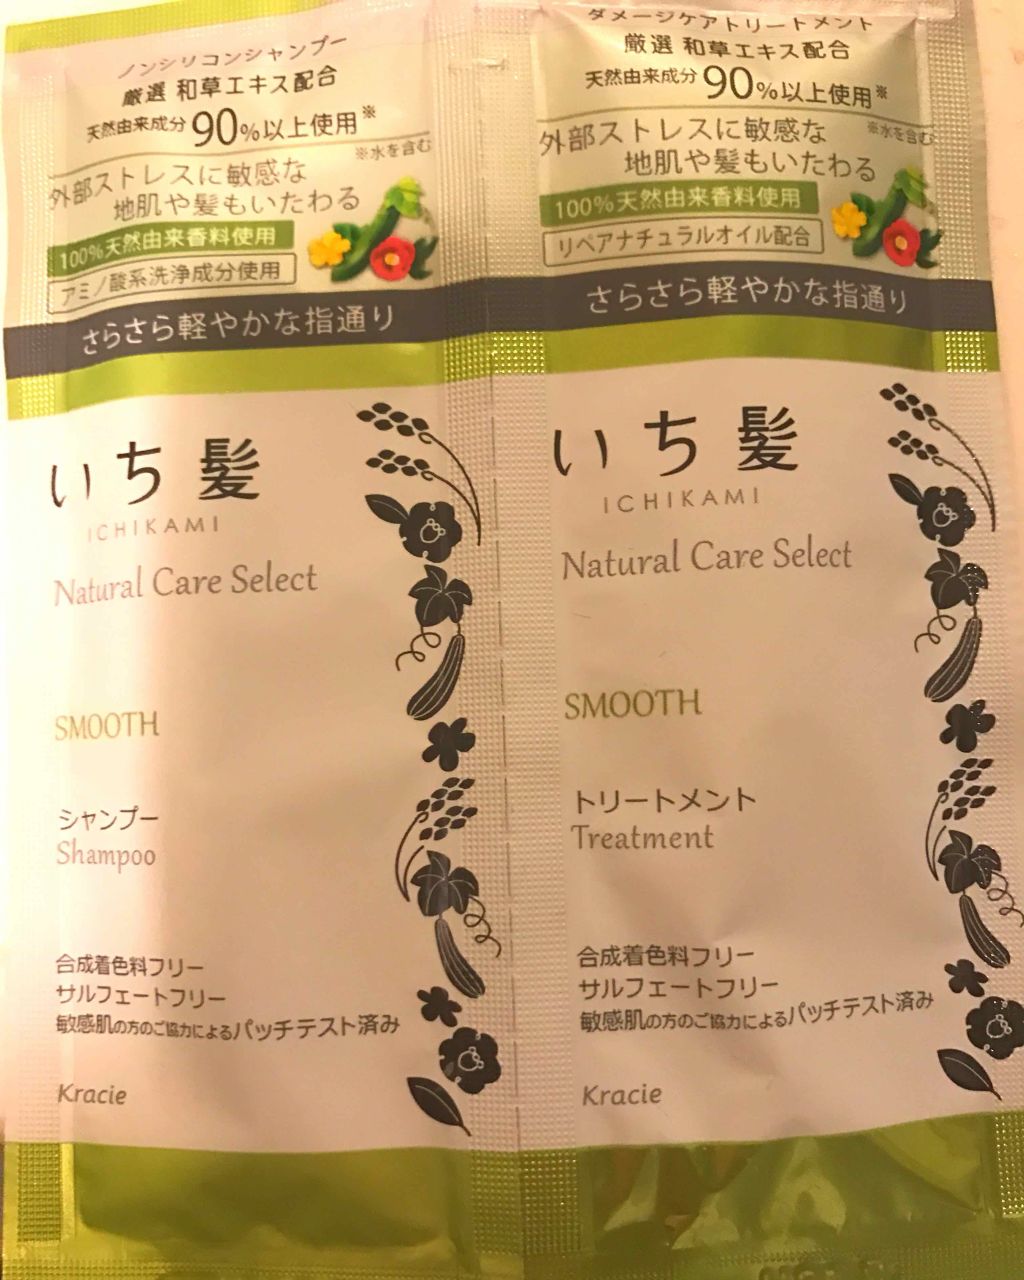 ノンシリコンシャンプー
厳選 和草エキス配合
天然由来成分90%以上使用※
※水を含む
外部ストレスに敏感な
地肌や髪もいたわる
100%天然由来香料使用
アミノ酸系洗浄成分使用
さらさら軽やかな指通り
いち髪
ICHIKAMI
Natural Care Select
SMOOTH
シャンプー
Shampoo
合成着色料フリー
サルフェートフリー
敏感肌の方のご協力によるパッチテスト済み
Kracie
ダメージケアトリートメント
厳選 和草エキス配合
天然由来成分90%以上使用※
※水を含む
外部ストレスに敏感な
地肌や髪もいたわる
100%天然由来香料使用
リペアナチュラルオイル配合
さらさら軽やかな指通り
いち髪
ICHIKAMI
Natural Care Select
SMOOTH
トリートメント
Treatment
合成着色料フリー
サルフェートフリー
敏感肌の方のご協力によるパッチテスト済み
Kracie